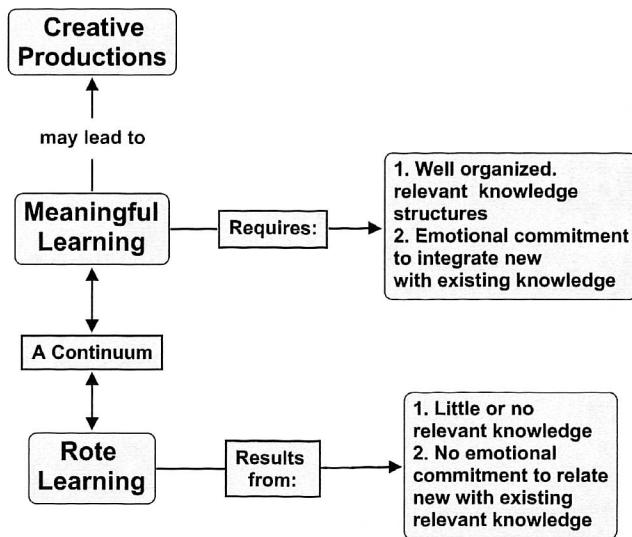 Creative
Productions
may lead to
Meaningful
Learning
Requires:
1. Well organized.
relevant knowledge
structures
2. Emotional commitment
to integrate new
with existing knowledge
A Continuum
Rote
Learning
Results
from:
1. Little or no
relevant knowledge
2. No emotional
commitment to relate
new with existing
relevant knowledge